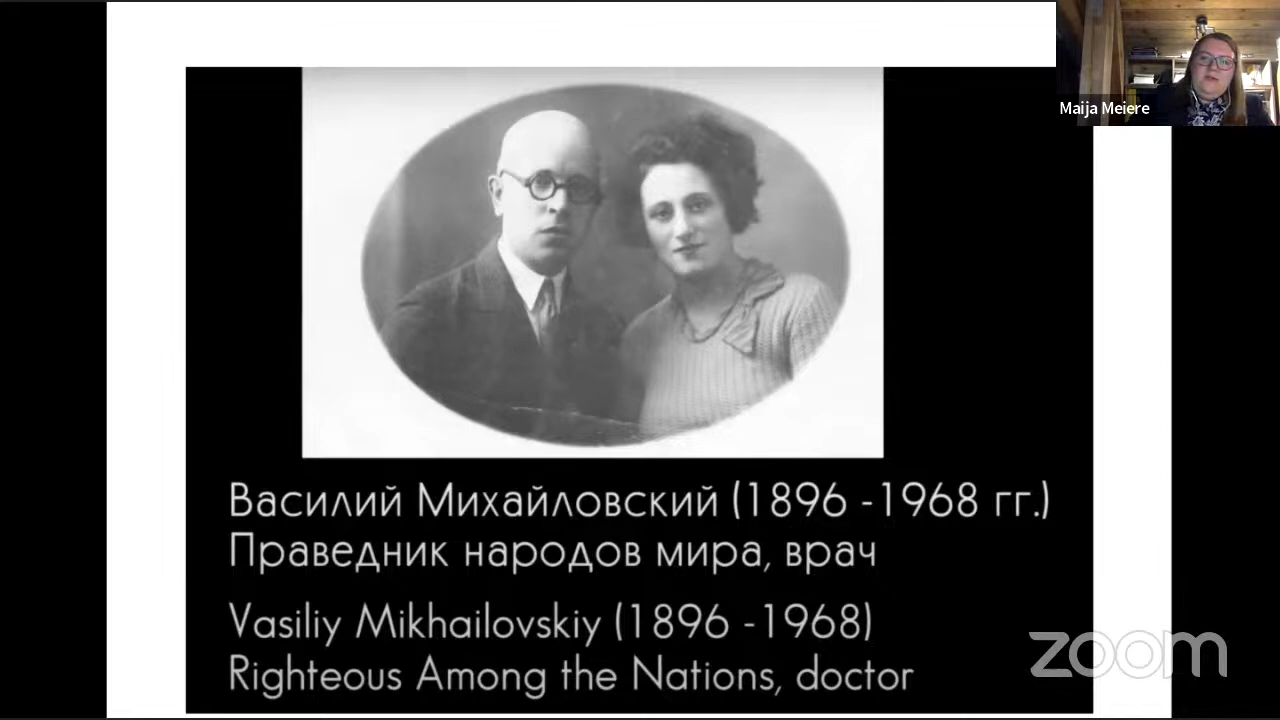 Maija Meiere
Василий Михайловский (1896 -1968 гг.)
Праведник народов мира, врач
Vasiliy Mikhailovskiy (1896 -1968)
Righteous Among the Nations, doctor
zoom